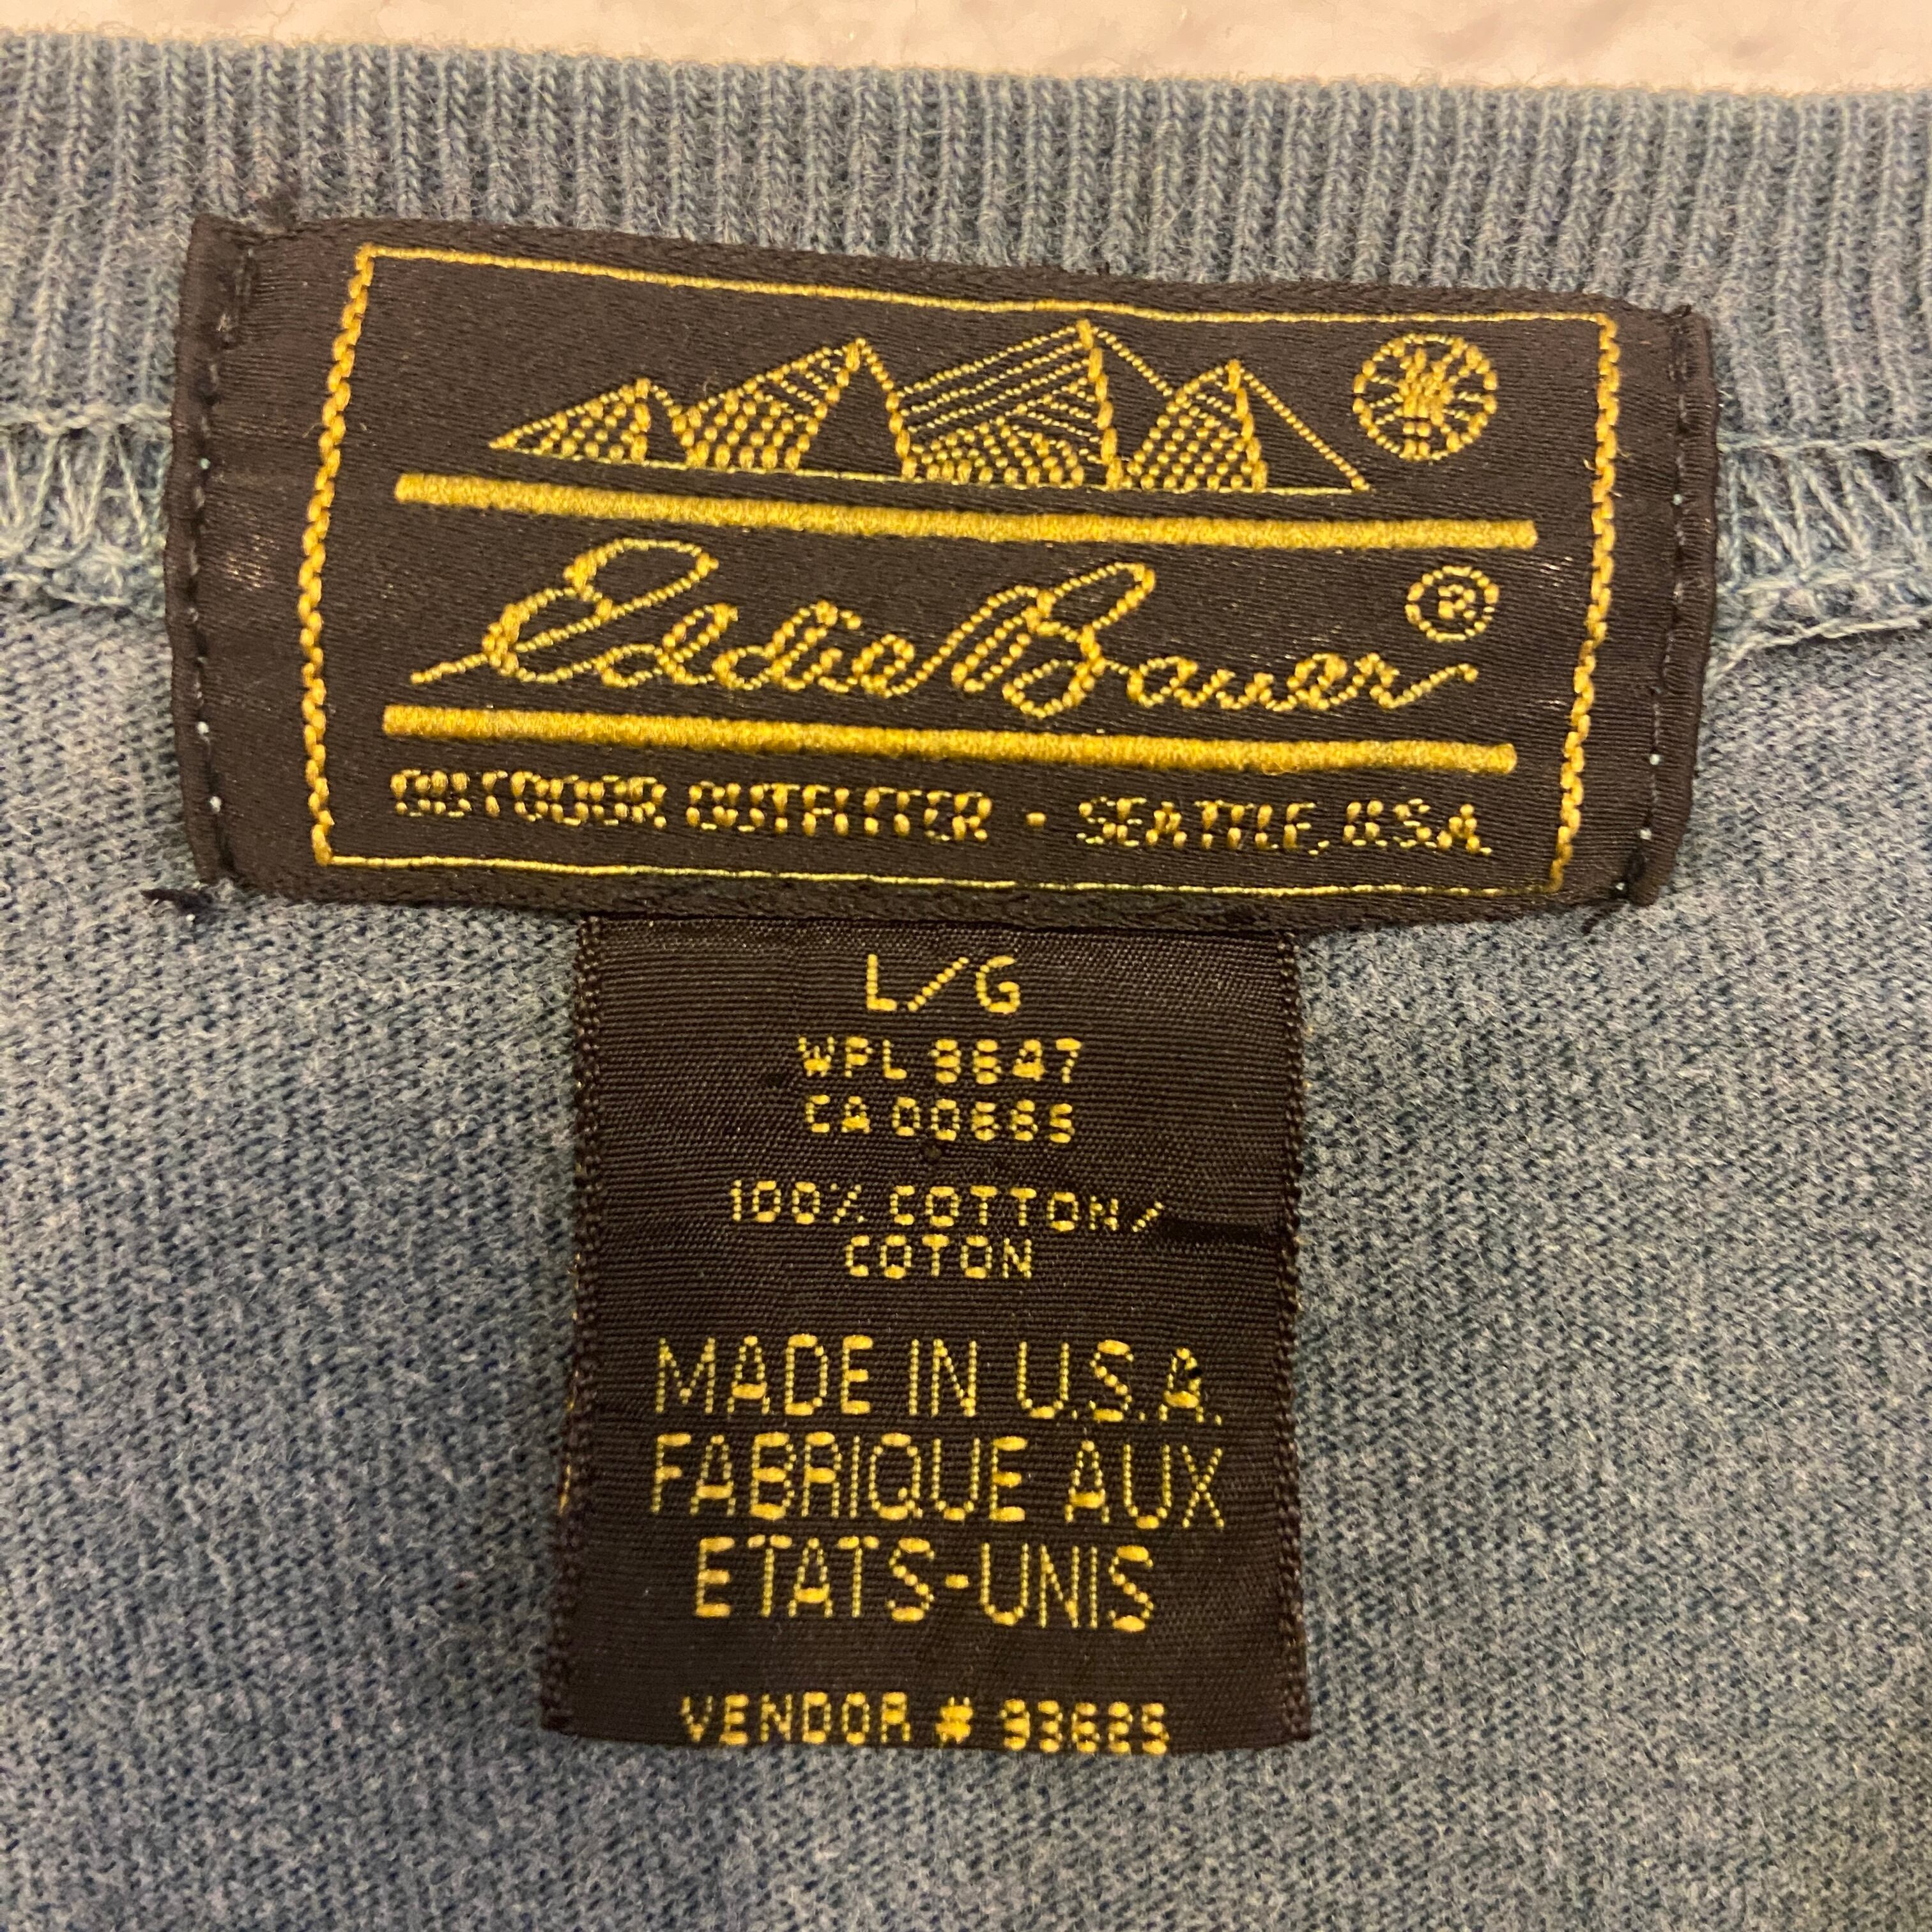 Eddie Bauer ®
OUTDOOR OUTFITTER - SEATTLE, U.S.A.
L/G
WPL 9647
CA 00665
100% COTTON/
COTON
MADE IN U.S.A.
FABRIQUE AUX
ETATS-UNIS
VENDOR # 93625